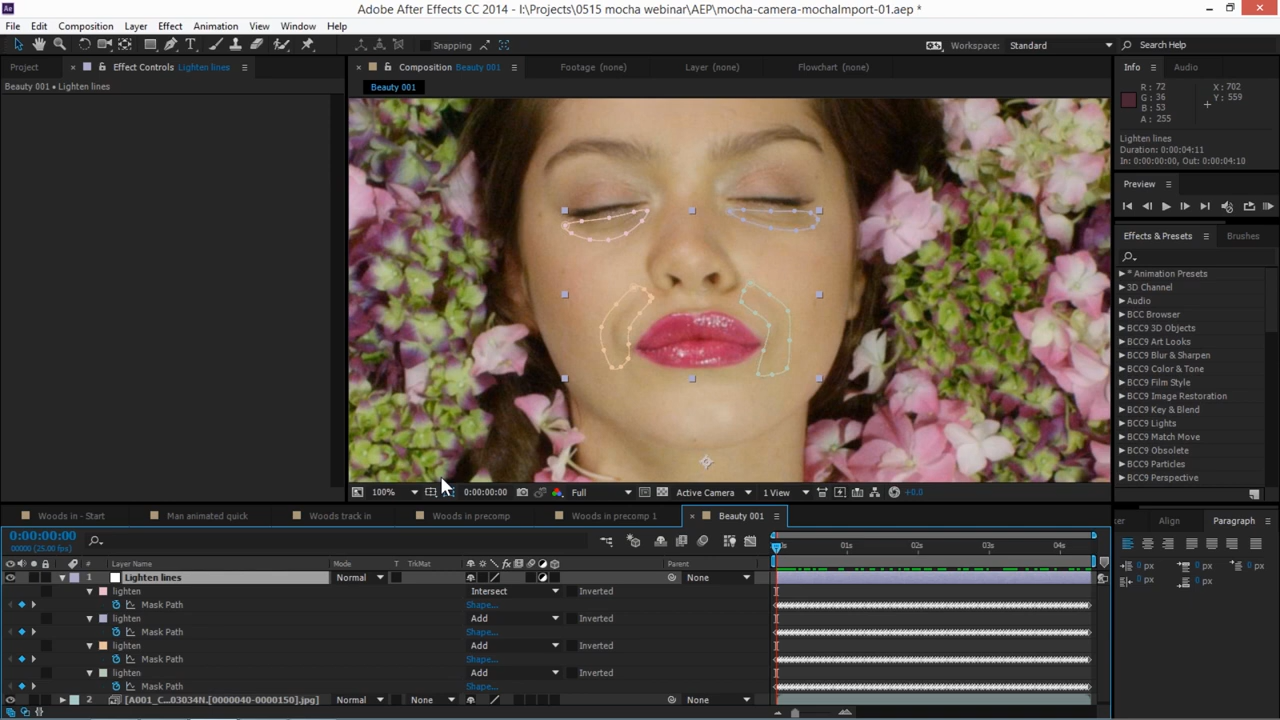 Adobe After Effects CC 2014 - I:\Projects\0515 mocha webinar\AEP\mocha-camera-mochaImport-01.aep *
File Edit Composition Layer Effect Animation View Window Help
Snapping
Workspace: Standard
Search Help
Project
Effect Controls Lighten lines
Composition Beauty 001
Footage (none)
Layer (none)
Flowchart (none)
Info
Audio
Beauty 001 • Lighten lines
Beauty 001
R : 72
G : 36
B : 53
A : 255
X : 702
Y : 559
Lighten lines
Duration: 0:00:04:11
In: 0:00:00:00, Out: 0:00:04:10
Preview
Effects & Presets
Brushes
* Animation Presets
3D Channel
Audio
BCC Browser
BCC9 3D Objects
BCC9 Art Looks
BCC9 Blur & Sharpen
BCC9 Color & Tone
BCC9 Film Style
BCC9 Image Restoration
BCC9 Key & Blend
BCC9 Lights
BCC9 Match Move
BCC9 Obsolete
BCC9 Particles
BCC9 Perspective
100%
0:00:00:00
Full
Active Camera
1 View
+0.0
Woods in - Start
Man animated quick
Woods track in
Woods in precomp
Woods in precomp 1
Beauty 001
Align
Paragraph
0:00:00:00
00000 (25.00 fps)
01s 02s 03s 04s
# Layer Name Mode T TrkMat Parent
1 Lighten lines Normal None
lighten Intersect Inverted
Mask Path Shape...
lighten Add Inverted
Mask Path Shape...
lighten Add Inverted
Mask Path Shape...
lighten Add Inverted
Mask Path Shape...
2 [A001_C...03034N.[0000040-0000150].jpg] Normal None None
0 px 0 px 0 px
0 px 0 px